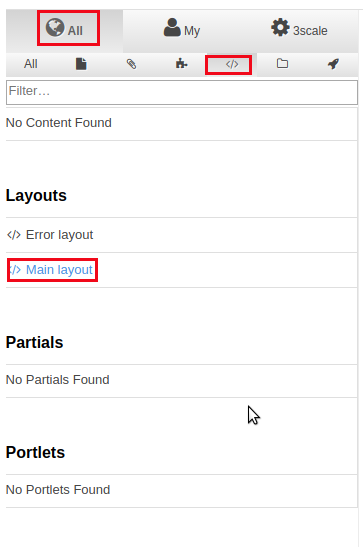 All My 3scale
All
Filter…
No Content Found
Layouts
</> Error layout
</> Main layout
Partials
No Partials Found
Portlets
No Portlets Found